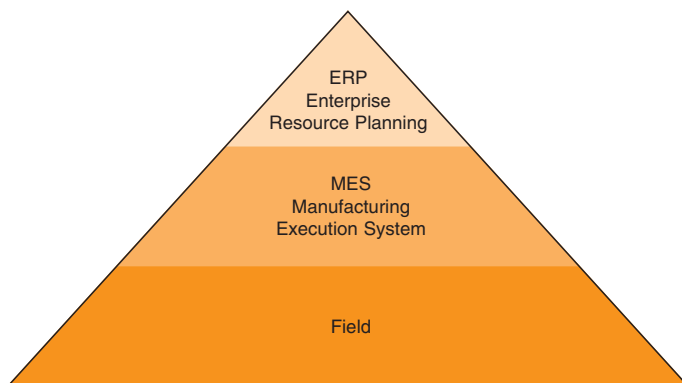 ERP
Enterprise
Resource Planning
MES
Manufacturing
Execution System
Field